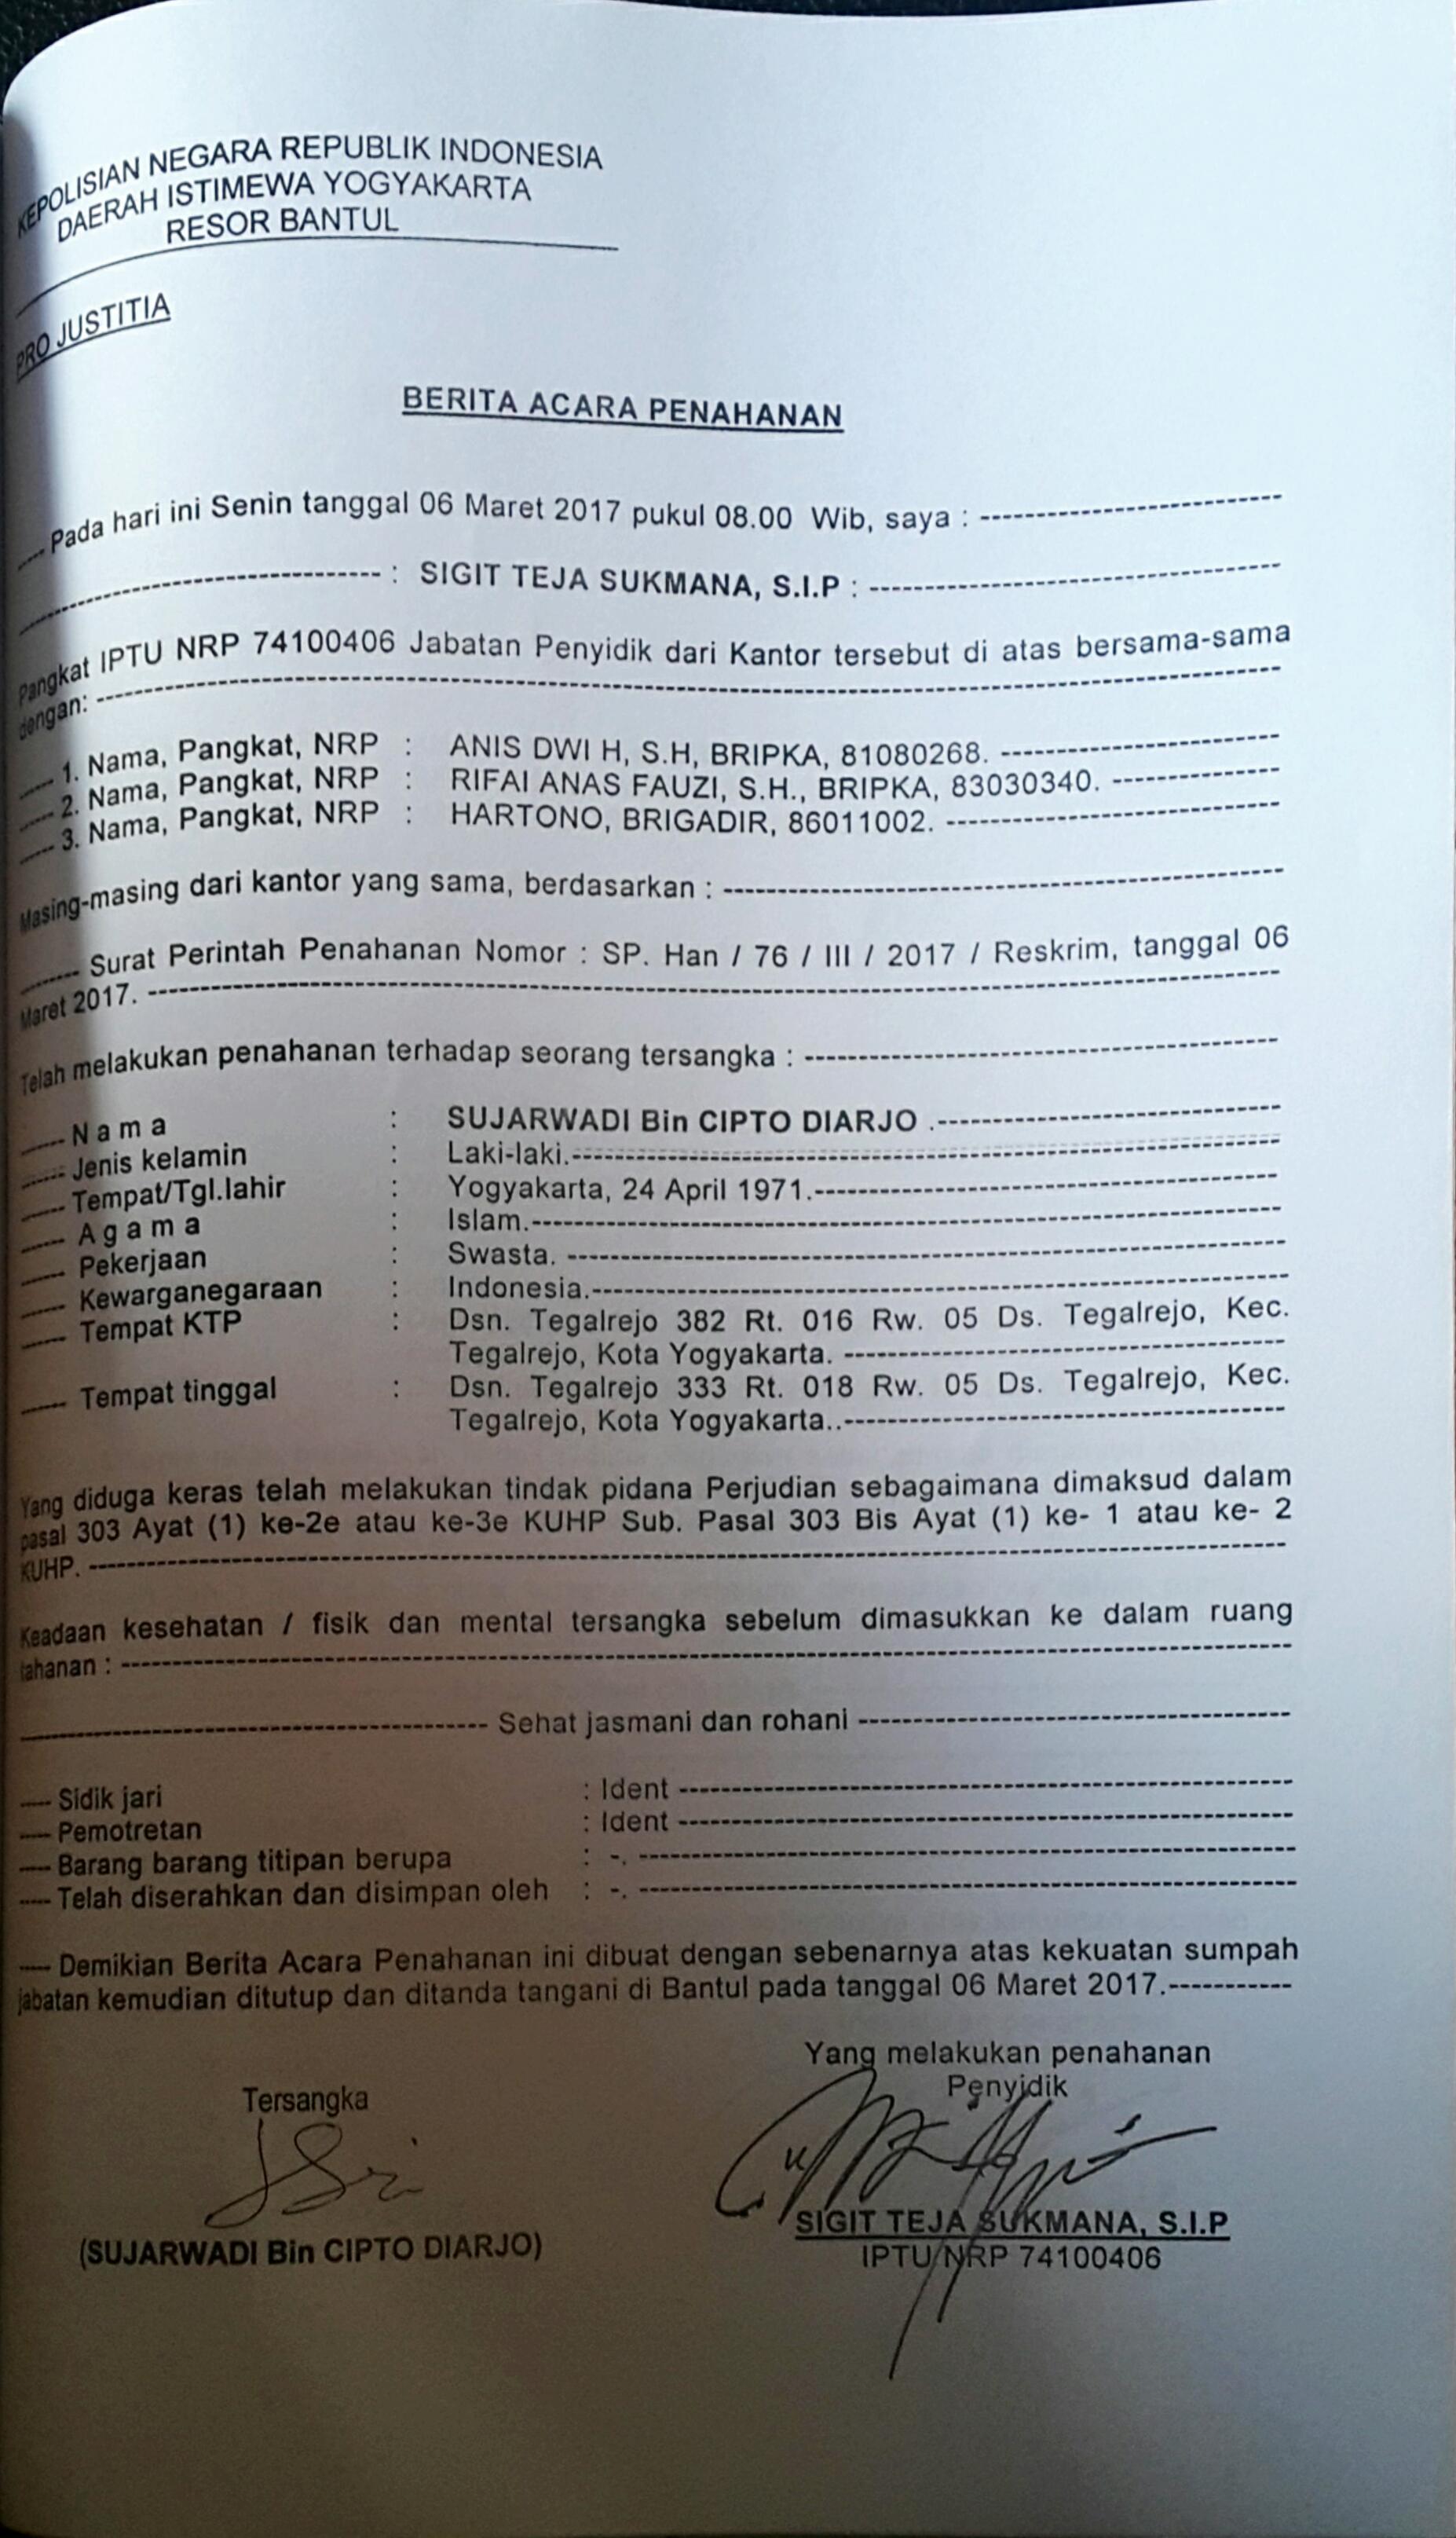 KEPOLISIAN NEGARA REPUBLIK INDONESIA
DAERAH ISTIMEWA YOGYAKARTA
RESOR BANTUL
PRO JUSTITIA
BERITA ACARA PENAHANAN
---- Pada hari ini Senin tanggal 06 Maret 2017 pukul 08.00 Wib, saya : ----------------------------
----------------------------------- : SIGIT TEJA SUKMANA, S.I.P : --------------------------------------
Pangkat IPTU NRP 74100406 Jabatan Penyidik dari Kantor tersebut di atas bersama-sama
dengan: ----------------------------------------------------------------
----- 1. Nama, Pangkat, NRP : ANIS DWI H, S.H, BRIPKA, 81080268. --------------------------
----- 2. Nama, Pangkat, NRP : RIFAI ANAS FAUZI, S.H., BRIPKA, 83030340. ---------------
----- 3. Nama, Pangkat, NRP : HARTONO, BRIGADIR, 86011002. -------------------------------
Masing-masing dari kantor yang sama, berdasarkan : ----------------------------------------------
------- Surat Perintah Penahanan Nomor : SP. Han / 76 / III / 2017 / Reskrim, tanggal 06
Maret 2017. ----------------------------------------------------------------
Telah melakukan penahanan terhadap seorang tersangka : ---------------------------------------
----- N a m a : SUJARWADI Bin CIPTO DIARJO .------------------------------
----- Jenis kelamin : Laki-laki.----------------------------------------------------------
----- Tempat/Tgl.lahir : Yogyakarta, 24 April 1971.--------------------------------------
----- A g a m a : Islam.----------------------------------------------------------------
----- Pekerjaan : Swasta. ----------------------------------------------------------
----- Kewarganegaraan : Indonesia.----------------------------------------------------------
----- Tempat KTP : Dsn. Tegalrejo 382 Rt. 016 Rw. 05 Ds. Tegalrejo, Kec.
Tegalrejo, Kota Yogyakarta. -----------------------------------
----- Tempat tinggal : Dsn. Tegalrejo 333 Rt. 018 Rw. 05 Ds. Tegalrejo, Kec.
Tegalrejo, Kota Yogyakarta..-----------------------------------
Yang diduga keras telah melakukan tindak pidana Perjudian sebagaimana dimaksud dalam
pasal 303 Ayat (1) ke-2e atau ke-3e KUHP Sub. Pasal 303 Bis Ayat (1) ke- 1 atau ke- 2
KUHP. ----------------------------------------------------------------
Keadaan kesehatan / fisik dan mental tersangka sebelum dimasukkan ke dalam ruang
tahanan : ----------------------------------------------------------------
--------------------------------------- Sehat jasmani dan rohani ---------------------------------------
---- Sidik jari : Ident ----------------------------------------------------------
---- Pemotretan : Ident ----------------------------------------------------------
---- Barang barang titipan berupa : -. ----------------------------------------------------------
---- Telah diserahkan dan disimpan oleh : -. ----------------------------------------------------------
---- Demikian Berita Acara Penahanan ini dibuat dengan sebenarnya atas kekuatan sumpah
jabatan kemudian ditutup dan ditanda tangani di Bantul pada tanggal 06 Maret 2017.-----------
Yang melakukan penahanan
Tersangka Penyidik
(SUJARWADI Bin CIPTO DIARJO) SIGIT TEJA SUKMANA, S.I.P
IPTU/NRP 74100406